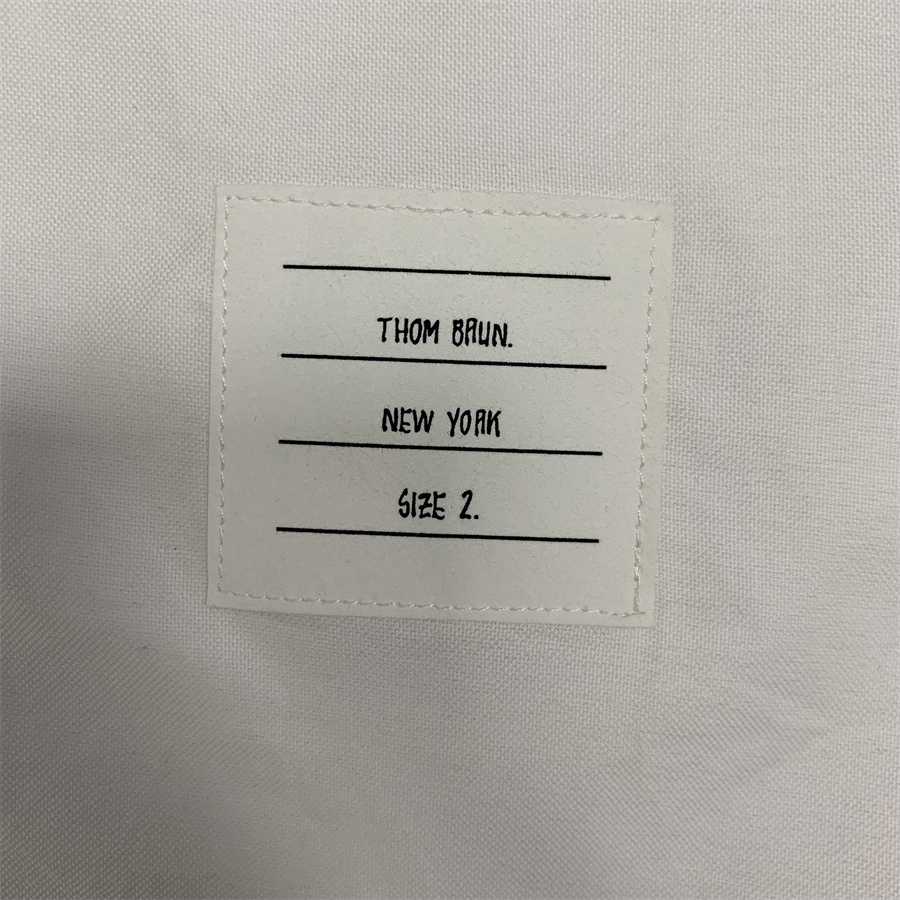 THOM BRUN.
NEW YORK
SIZE 2.